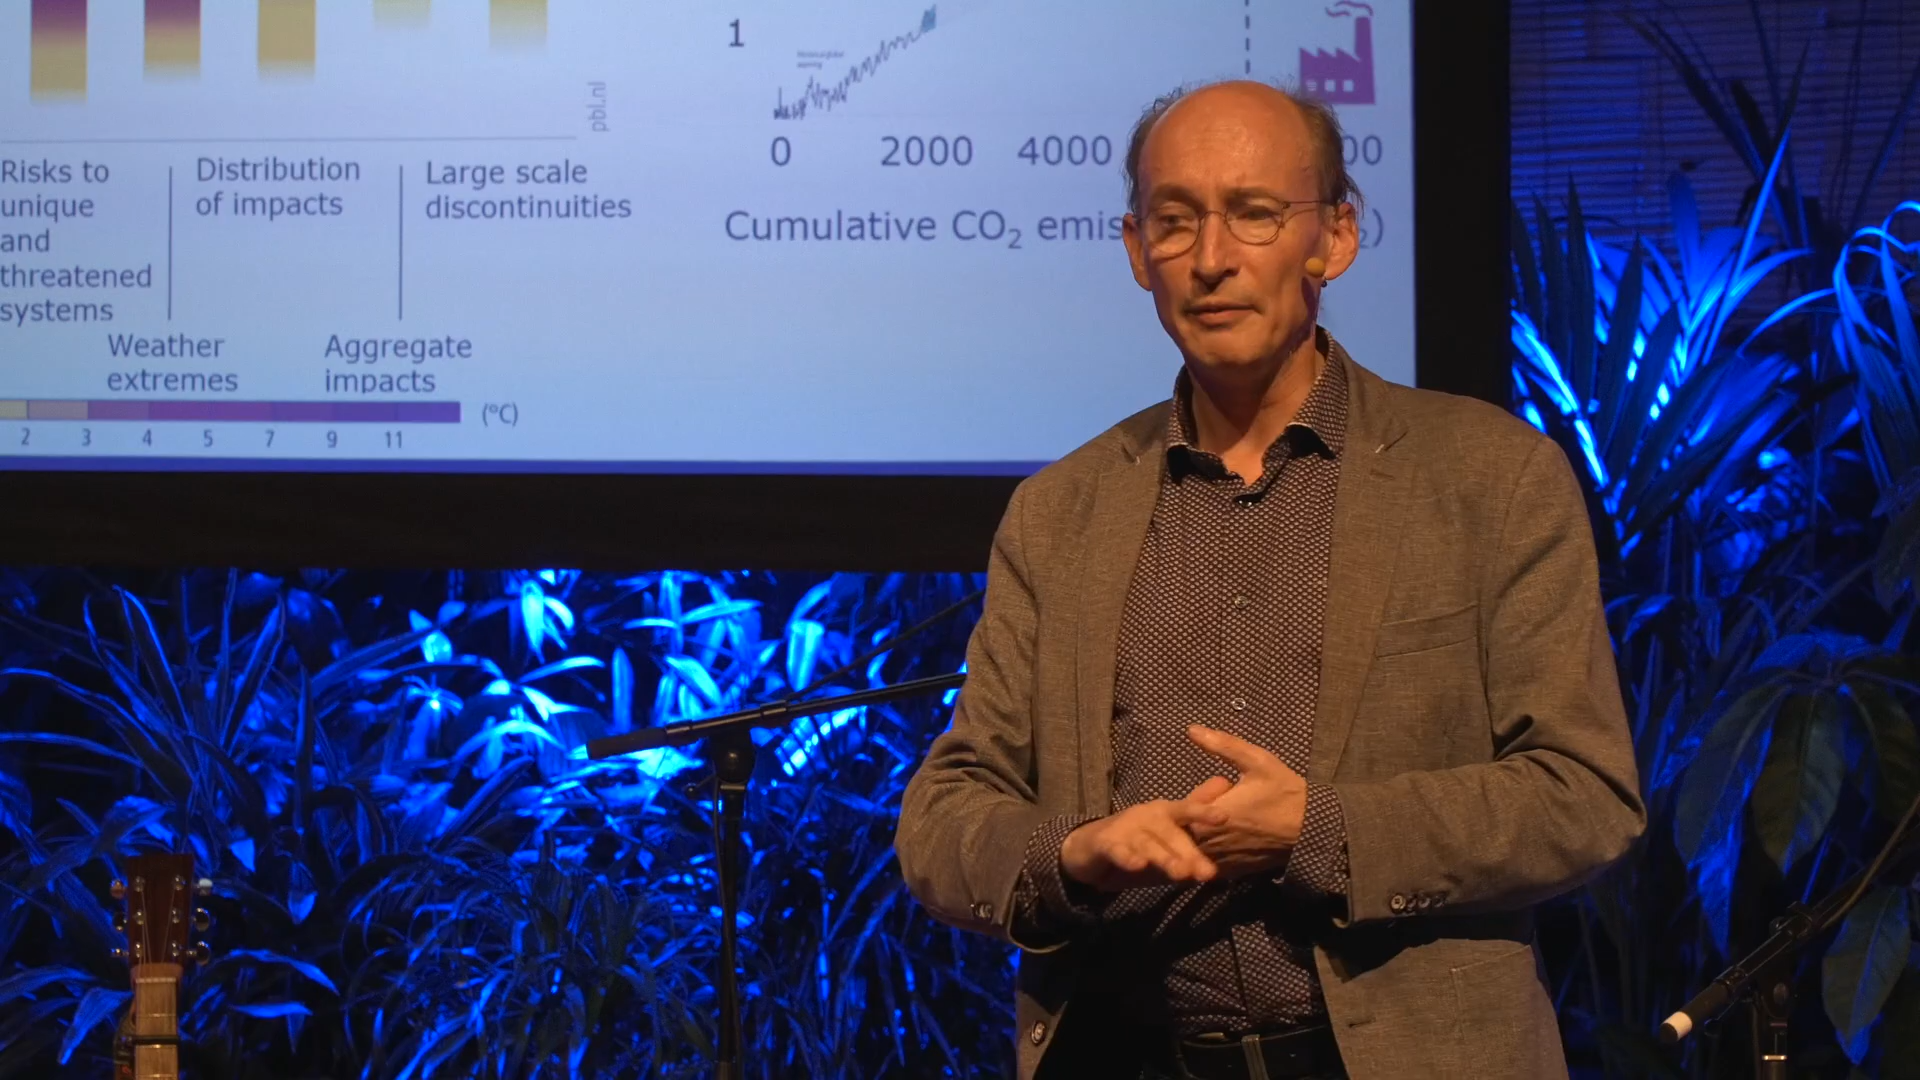 pbl.nl
Risks to
unique
and
threatened
systems
Distribution
of impacts
Large scale
discontinuities
Weather
extremes
Aggregate
impacts
(°C)
2 3 4 5 7 9 11
1
0 2000 4000 00
Cumulative CO₂ emis ₂)